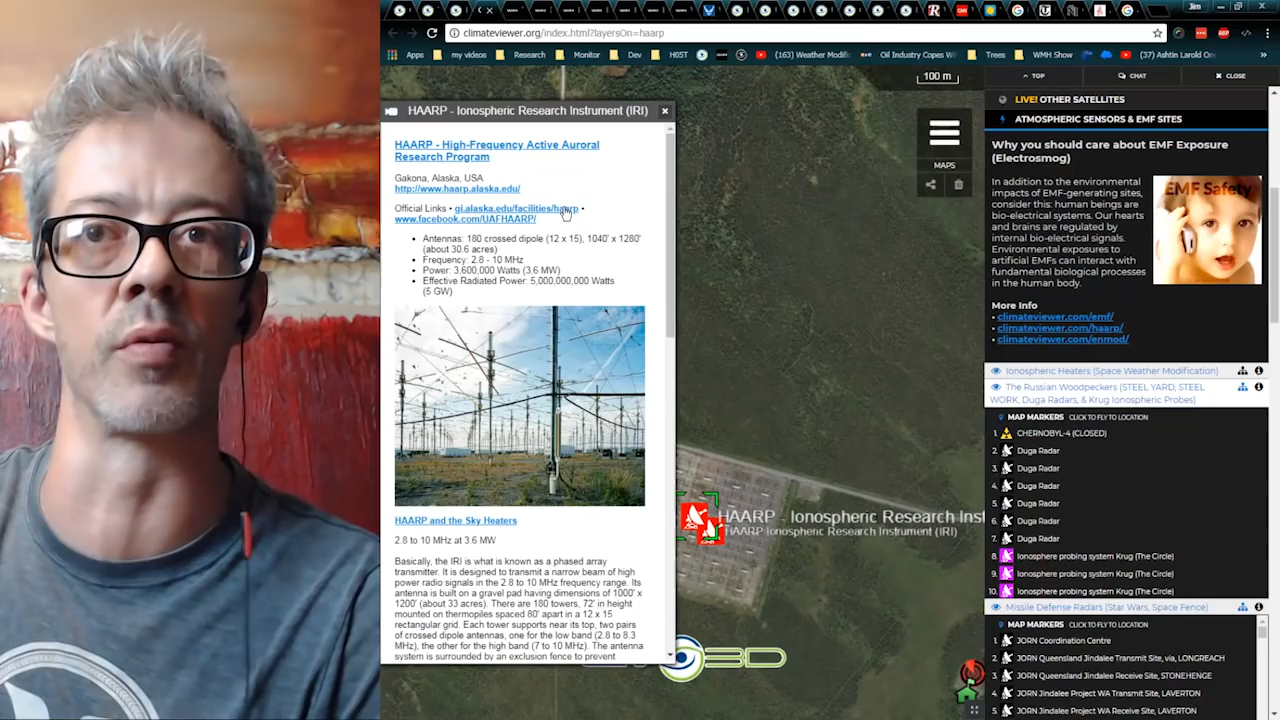 Jim
climateviewer.org/index.html?layersOn=haarp
Apps
my videos
Research
Monitor
Dev
H05T
(163) Weather Modific
Oil Industry Copes W
Trees
WMH Show
(37) Ashtin Larold On
100 m
TOP
CHAT
CLOSE
HAARP - Ionospheric Research Instrument (IRI)
HAARP - High-Frequency Active Auroral
Research Program
Gakona, Alaska, USA
http://www.haarp.alaska.edu/
Official Links • gi.alaska.edu/facilities/haarp •
www.facebook.com/UAFHAARP/
• Antennas: 180 crossed dipole (12 x 15), 1040' x 1280'
(about 30.6 acres)
• Frequency: 2.8 - 10 MHz
• Power: 3,600,000 Watts (3.6 MW)
• Effective Radiated Power: 5,000,000,000 Watts
(5 GW)
HAARP and the Sky Heaters
2.8 to 10 MHz at 3.6 MW
Basically, the IRI is what is known as a phased array
transmitter. It is designed to transmit a narrow beam of high
power radio signals in the 2.8 to 10 MHz frequency range. Its
antenna is built on a gravel pad having dimensions of 1000' x
1200' (about 33 acres). There are 180 towers, 72' in height
mounted on thermopiles spaced 80' apart in a 12 x 15
rectangular grid. Each tower supports near its top, two pairs
of crossed dipole antennas, one for the low band (2.8 to 8.3
MHz), the other for the high band (7 to 10 MHz). The antenna
system is surrounded by an exclusion fence to prevent
MAPS
HAARP - Ionospheric Research Inst
HAARP Ionospheric Research Instrument (IRI)
3D
LIVE! OTHER SATELLITES
ATMOSPHERIC SENSORS & EMF SITES
Why you should care about EMF Exposure
(Electrosmog)
In addition to the environmental
impacts of EMF-generating sites,
consider this: human beings are
bio-electrical systems. Our hearts
and brains are regulated by
internal bio-electrical signals.
Environmental exposures to
artificial EMFs can interact with
fundamental biological processes
in the human body.
EMF Safety
More Info
• climateviewer.com/emf/
• climateviewer.com/haarp/
• climateviewer.com/enmod/
Ionospheric Heaters (Space Weather Modification)
The Russian Woodpeckers (STEEL YARD, STEEL
WORK, Duga Radars, & Krug Ionospheric Probes)
MAP MARKERS CLICK TO FLY TO LOCATION
1. CHERNOBYL-4 (CLOSED)
2. Duga Radar
3. Duga Radar
4. Duga Radar
5. Duga Radar
6. Duga Radar
7. Duga Radar
8. Ionosphere probing system Krug (The Circle)
9. Ionosphere probing system Krug (The Circle)
10. Ionosphere probing system Krug (The Circle)
Missile Defense Radars (Star Wars, Space Fence)
MAP MARKERS CLICK TO FLY TO LOCATION
1. JORN Coordination Centre
2. JORN Queensland Jindalee Transmit Site, via, LONGREACH
3. JORN Queensland Jindalee Receive Site, STONEHENGE
4. JORN Jindalee Project WA Transmit Site, LAVERTON
5. JORN Jindalee Project WA Receive Site, LAVERTON